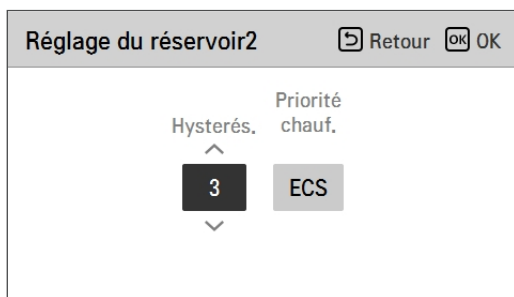 Réglage du réservoir2 Retour OK OK
Priorité
Hysterés. chauf.
3 ECS